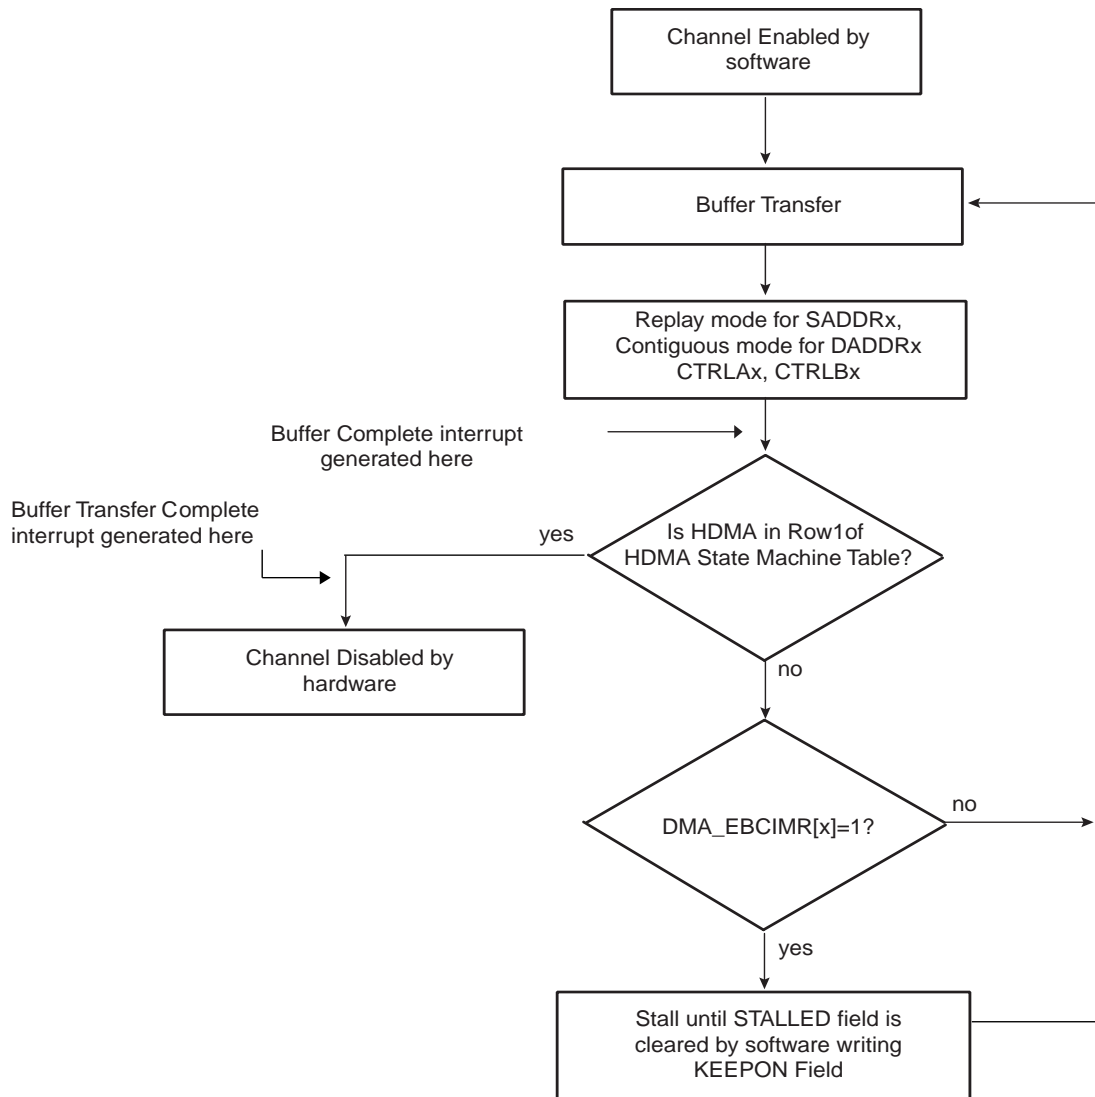 Channel Enabled by
software
Buffer Transfer
Replay mode for SADDRx,
Contiguous mode for DADDRx
CTRLAx, CTRLBx
Buffer Complete interrupt
generated here
Buffer Transfer Complete
interrupt generated here
yes
Is HDMA in Row1of
HDMA State Machine Table?
Channel Disabled by
hardware
no
DMA_EBCIMR[x]=1?
no
yes
Stall until STALLED field is
cleared by software writing
KEEPON Field